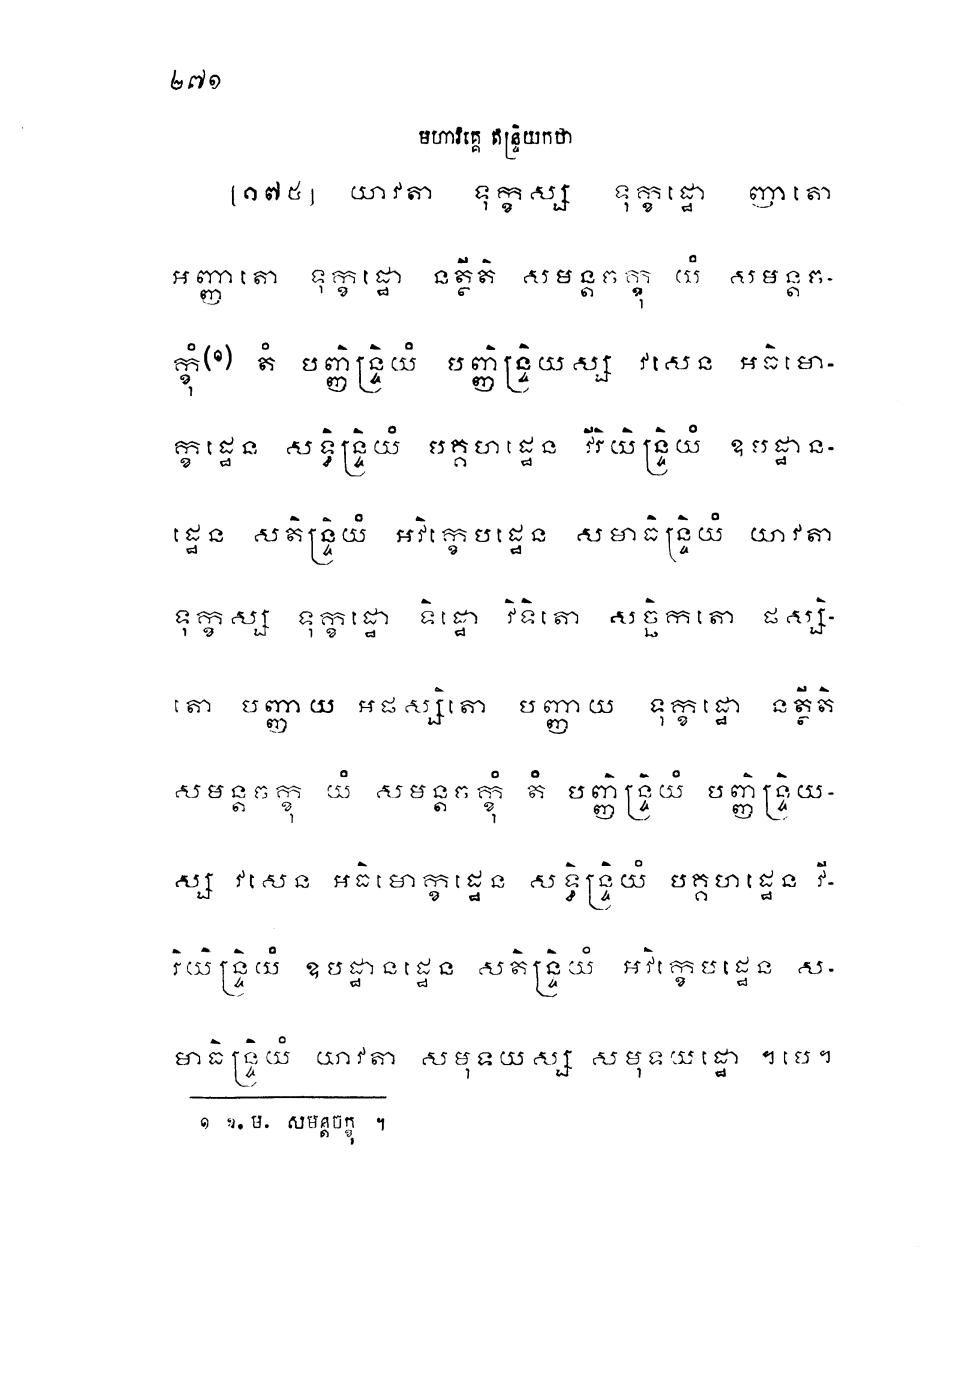 ២៧១
មហាវគ្គេ ឥន្ទ្រិយកថា
[១៧៥] យាវតា ទុក្ខស្ស ទុក្ខដ្ឋោ ញាតោ
អញ្ញាតោ ទុក្ខដ្ឋោ នត្ថីតិ សមន្តចក្ខុ យំ សមន្តច-
ក្ខុំ(១) តំ បញ្ញិន្ទ្រិយំ បញ្ញិន្ទ្រិយស្ស វសេន អធិមោ-
ក្ខដ្ឋេន សទ្ធិន្ទ្រិយំ បគ្គហដ្ឋេន វីរិយិន្ទ្រិយំ ឧបដ្ឋាន-
ដ្ឋេន សតិន្ទ្រិយំ អវិក្ខេបដ្ឋេន សមាធិន្ទ្រិយំ យាវតា
ទុក្ខស្ស ទុក្ខដ្ឋោ ទិដ្ឋោ វិទិតោ សច្ឆិកតោ ផស្សិ-
តោ បញ្ញាយ អផស្សិតោ បញ្ញាយ ទុក្ខដ្ឋោ នត្ថីតិ
សមន្តចក្ខុ យំ សមន្តចក្ខុំ តំ បញ្ញិន្ទ្រិយំ បញ្ញិន្ទ្រិយ-
ស្ស វសេន អធិមោក្ខដ្ឋេន សទ្ធិន្ទ្រិយំ បគ្គហដ្ឋេន វី-
រិយិន្ទ្រិយំ ឧបដ្ឋានដ្ឋេន សតិន្ទ្រិយំ អវិក្ខេបដ្ឋេន ស-
មាធិន្ទ្រិយំ យាវតា សមុទយស្ស សមុទយដ្ឋោ ។បេ។
១ ឱ. ម. សមន្តចក្ខុ ។